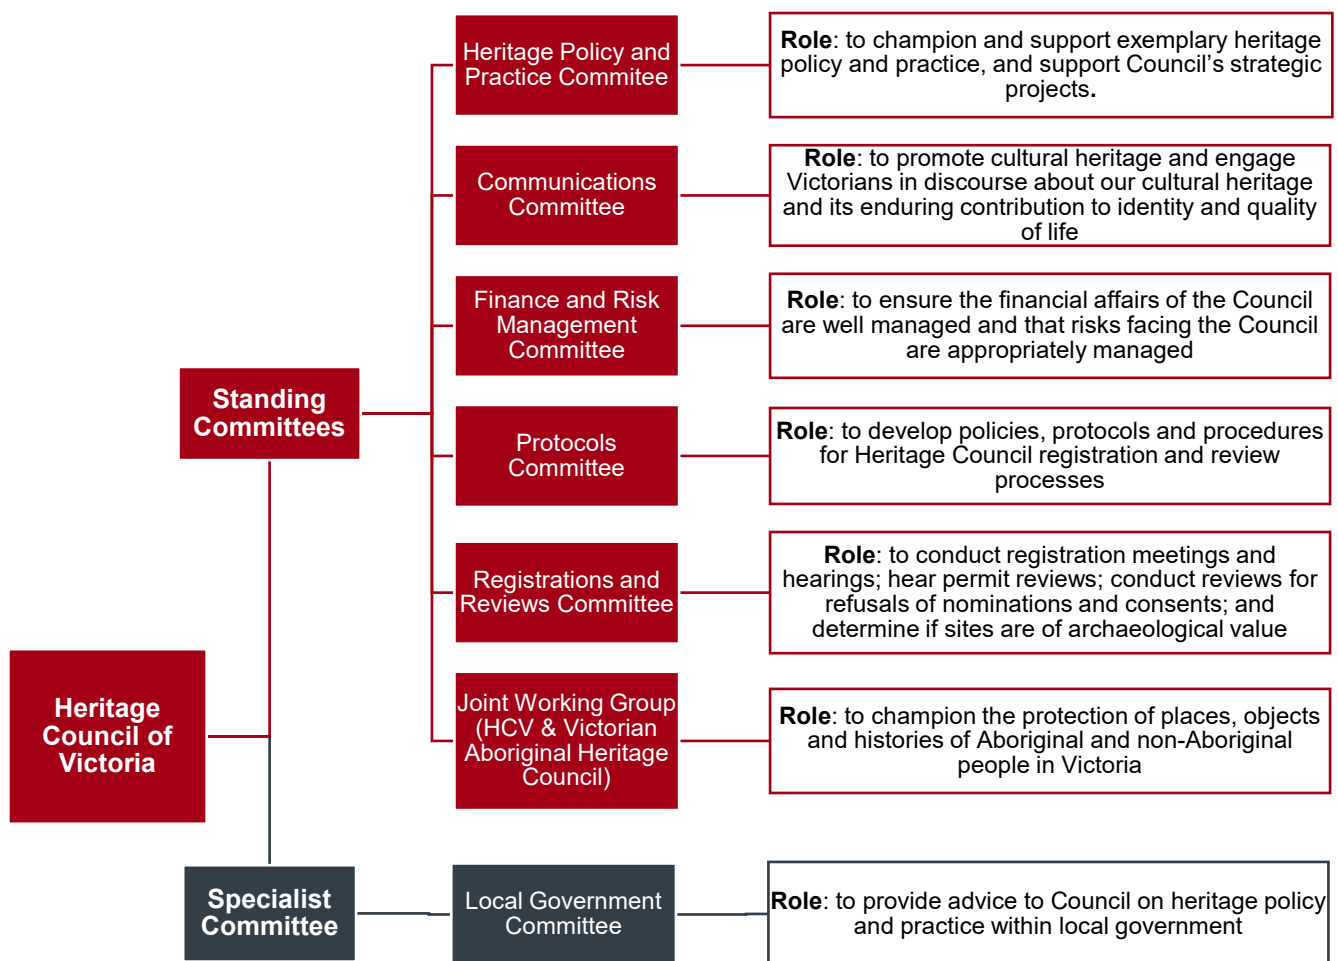 Heritage Policy and
Practice Commitee
Role: to champion and support exemplary heritage
policy and practice, and support Council’s strategic
projects.
Communications
Committee
Role: to promote cultural heritage and engage
Victorians in discourse about our cultural heritage
and its enduring contribution to identity and quality
of life
Finance and Risk
Management
Committee
Role: to ensure the financial affairs of the Council
are well managed and that risks facing the Council
are appropriately managed
Standing
Committees
Protocols
Committee
Role: to develop policies, protocols and procedures
for Heritage Council registration and review
processes
Registrations and
Reviews Committee
Role: to conduct registration meetings and
hearings; hear permit reviews; conduct reviews for
refusals of nominations and consents; and
determine if sites are of archaeological value
Heritage
Council of
Victoria
Joint Working Group
(HCV & Victorian
Aboriginal Heritage
Council)
Role: to champion the protection of places, objects
and histories of Aboriginal and non-Aboriginal
people in Victoria
Specialist
Committee
Local Government
Committee
Role: to provide advice to Council on heritage policy
and practice within local government